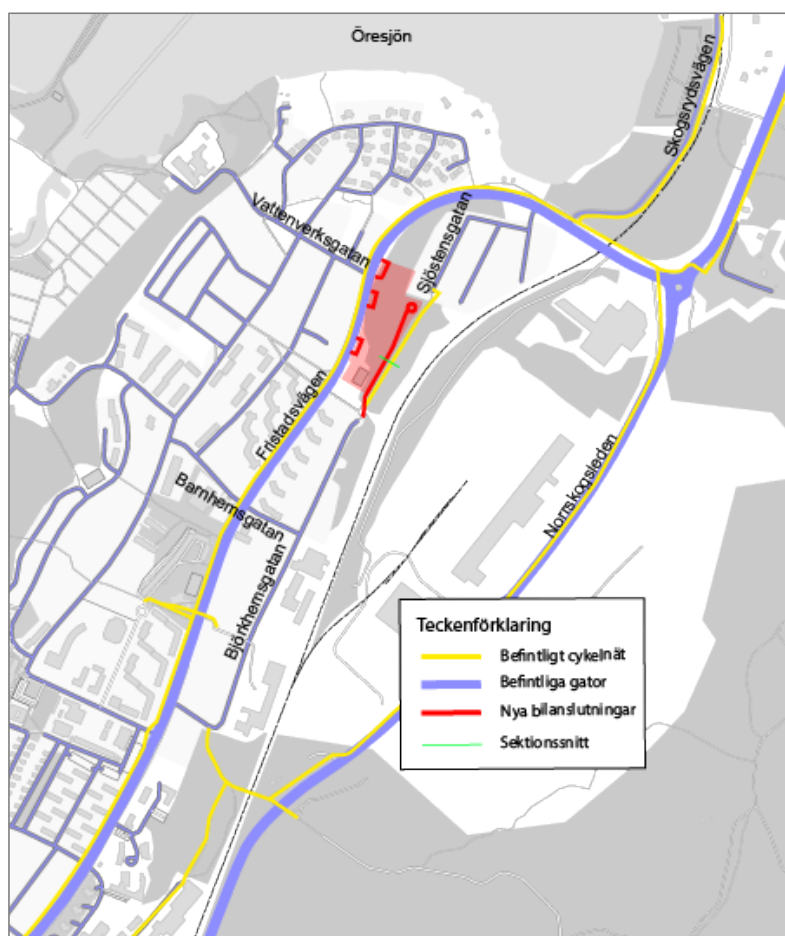 Öresjön
Skogsrydsvägen
Vattenverksgatan
Sjöstensgatan
Fristadsvägen
Barnhemsgatan
Norrskogsleden
Björkhemsgatan
Teckenförklaring
Befintligt cykelnät
Befintliga gator
Nya bilanslutningar
Sektionssnitt